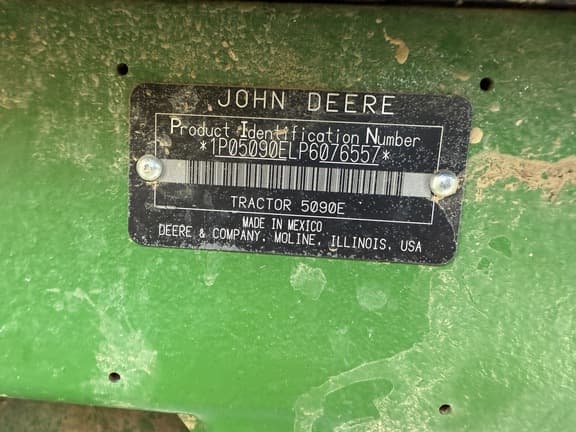 JOHN DEERE
Product Identification Number
*1P05090ELP6076557*
TRACTOR 5090E
MADE IN MEXICO
DEERE & COMPANY, MOLINE, ILLINOIS, USA